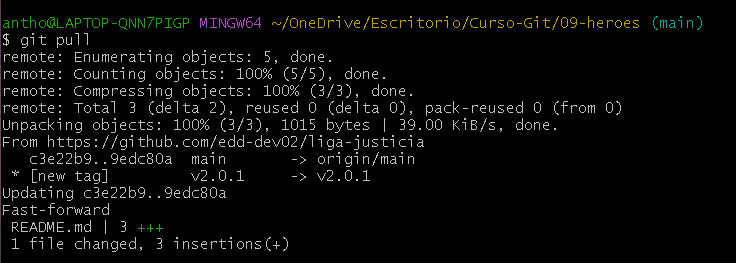 antho@LAPTOP-QNN7PIGP MINGW64 ~/OneDrive/Escritorio/Curso-Git/09-heroes (main)
$ git pull
remote: Enumerating objects: 5, done.
remote: Counting objects: 100% (5/5), done.
remote: Compressing objects: 100% (3/3), done.
remote: Total 3 (delta 2), reused 0 (delta 0), pack-reused 0 (from 0)
Unpacking objects: 100% (3/3), 1015 bytes | 39.00 KiB/s, done.
From https://github.com/edd-dev02/liga-justicia
   c3e22b9..9edc80a  main       -> origin/main
 * [new tag]         v2.0.1     -> v2.0.1
Updating c3e22b9..9edc80a
Fast-forward
 README.md | 3 +++
 1 file changed, 3 insertions(+)